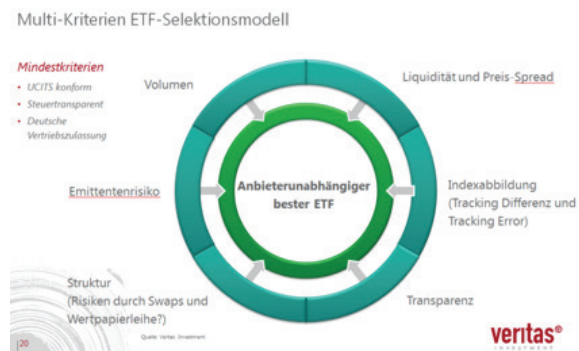 Multi-Kriterien ETF-Selektionsmodell
Mindestkriterien
• UCITS konform
• Steuertransparent
• Deutsche
Vertriebszulassung
Volumen
Liquidität und Preis-Spread
Emittentenrisiko
Anbieterunabhängiger
bester ETF
Indexabbildung
(Tracking Differenz und
Tracking Error)
Struktur
(Risiken durch Swaps und
Wertpapierleihe?)
Transparenz
Quelle: Veritas Investment
|20
veritas®
INVESTMENT